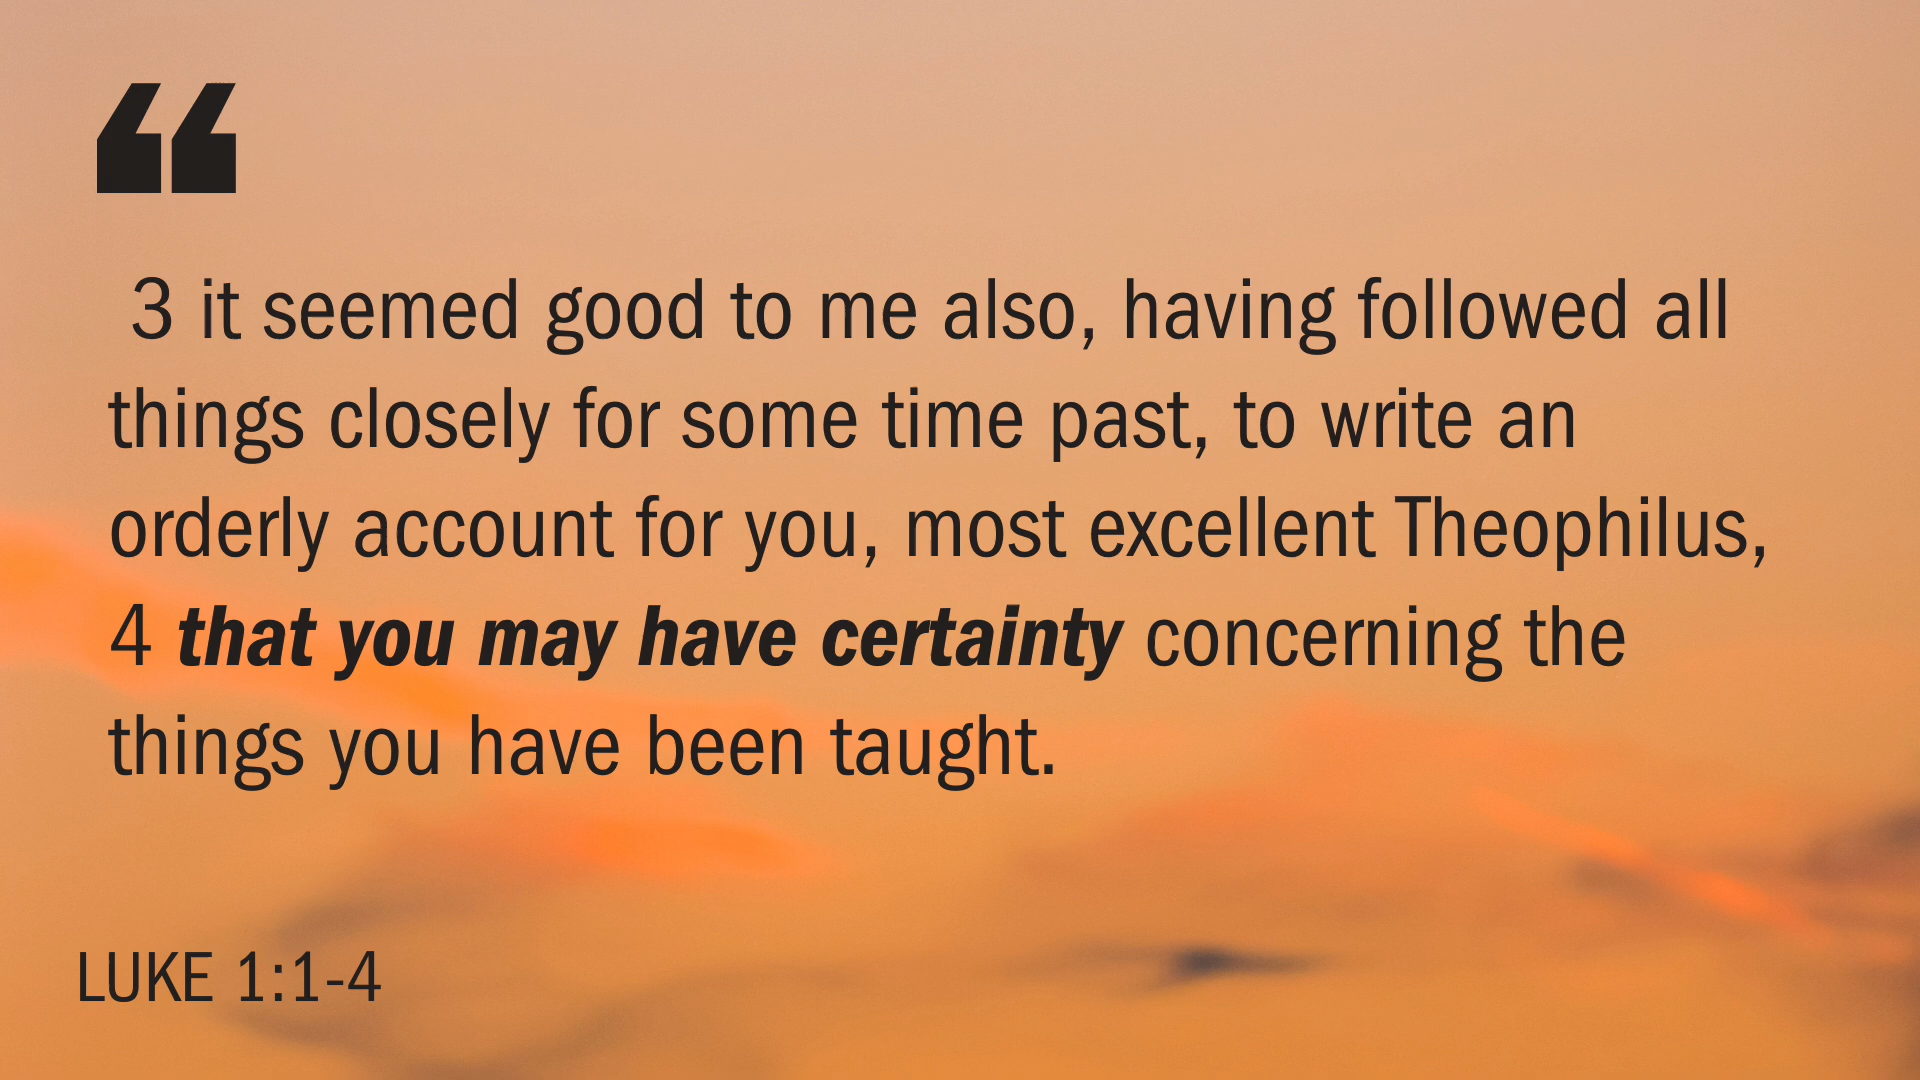 “
3 it seemed good to me also, having followed all
things closely for some time past, to write an
orderly account for you, most excellent Theophilus,
4 that you may have certainty concerning the
things you have been taught.
LUKE 1:1-4